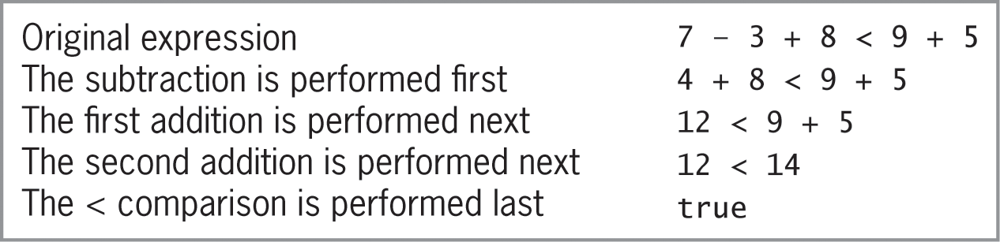 Original expression 7 – 3 + 8 < 9 + 5
The subtraction is performed first 4 + 8 < 9 + 5
The first addition is performed next 12 < 9 + 5
The second addition is performed next 12 < 14
The < comparison is performed last true